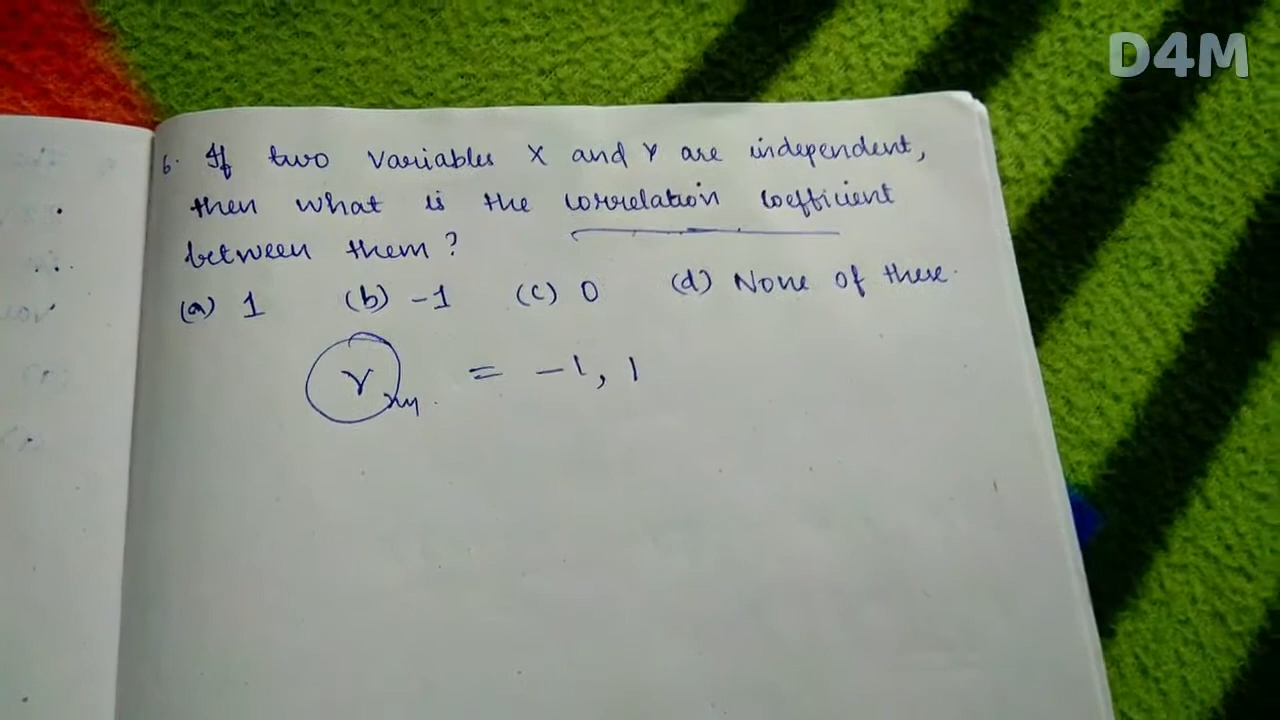 D4M
6. If two variables X and Y are independent,
then what is the correlation coefficient
between them?
(a) 1 (b) -1 (c) 0 (d) None of these.
r xy = -1, 1